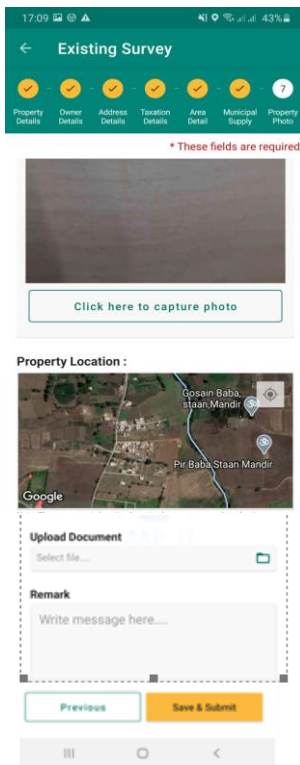 17:09 43%
Existing Survey
7
Property Details
Owner Details
Address Details
Taxation Details
Area Detail
Municipal Supply
Property Photo
* These fields are required
Click here to capture photo
Property Location :
Gosain Baba,
staan,Mandir
Pir Baba Staan Mandir
Google
Upload Document
Select file....
Remark
Write message here.....
Previous
Save & Submit